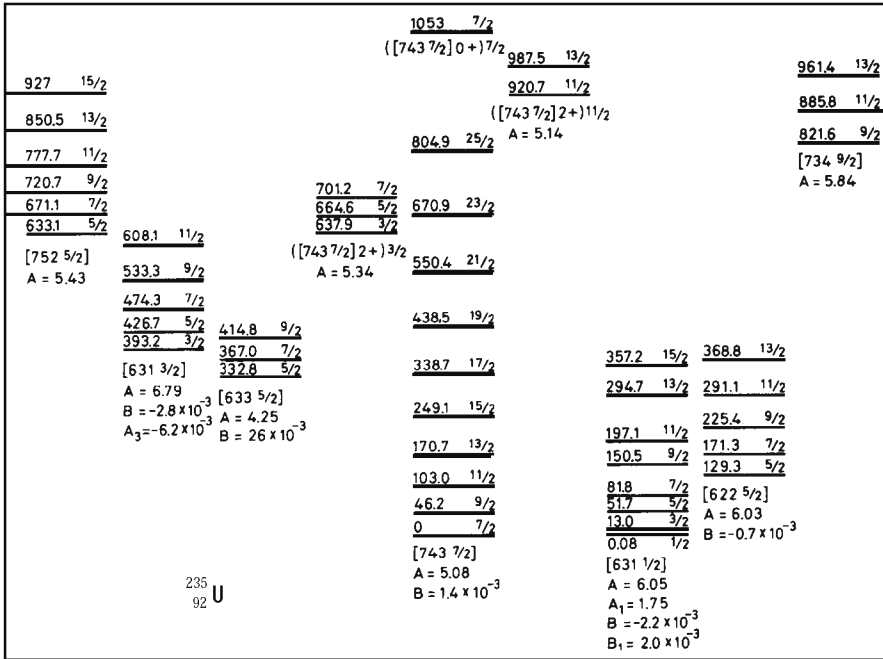 1053 7/2
([743 7/2] 0+) 7/2
987.5 13/2
920.7 11/2
([743 7/2] 2+) 11/2
A = 5.14
961.4 13/2
885.8 11/2
821.6 9/2
[734 9/2]
A = 5.84
927 15/2
850.5 13/2
777.7 11/2
720.7 9/2
671.1 7/2
633.1 5/2
[752 5/2]
A = 5.43
608.1 11/2
533.3 9/2
474.3 7/2
426.7 5/2
393.2 3/2
[631 3/2]
A = 6.79
B = -2.8 × 10⁻³
A₃ = -6.2 × 10⁻³
414.8 9/2
367.0 7/2
332.8 5/2
[633 5/2]
A = 4.25
B = 26 × 10⁻³
701.2 7/2
664.6 5/2
637.9 3/2
([743 7/2] 2+) 3/2
A = 5.34
804.9 25/2
670.9 23/2
550.4 21/2
438.5 19/2
338.7 17/2
249.1 15/2
170.7 13/2
103.0 11/2
46.2 9/2
0 7/2
[743 7/2]
A = 5.08
B = 1.4 × 10⁻³
357.2 15/2
294.7 13/2
197.1 11/2
150.5 9/2
81.8 7/2
51.7 5/2
13.0 3/2
0.08 1/2
[631 1/2]
A = 6.05
A₁ = 1.75
B = -2.2 × 10⁻³
B₁ = 2.0 × 10⁻³
368.8 13/2
291.1 11/2
225.4 9/2
171.3 7/2
129.3 5/2
[622 5/2]
A = 6.03
B = -0.7 × 10⁻³
²³⁵₉₂U